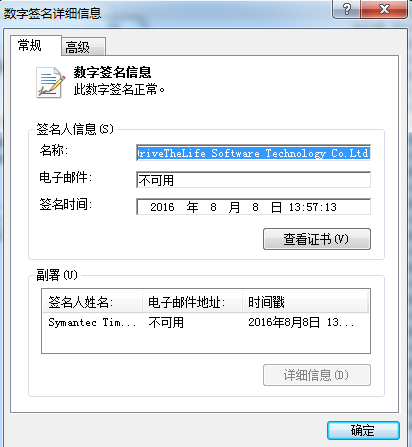 数字签名详细信息
常规 高级
数字签名信息
此数字签名正常。
签名人信息(S)
名称: riveTheLife Software Technology Co.Ltd
电子邮件: 不可用
签名时间: 2016 年 8 月 8 日 13:57:13
查看证书(V)
副署(U)
签名人姓名: 电子邮件地址: 时间戳
Symantec Tim... 不可用 2016年8月8日 13...
详细信息(D)
确定